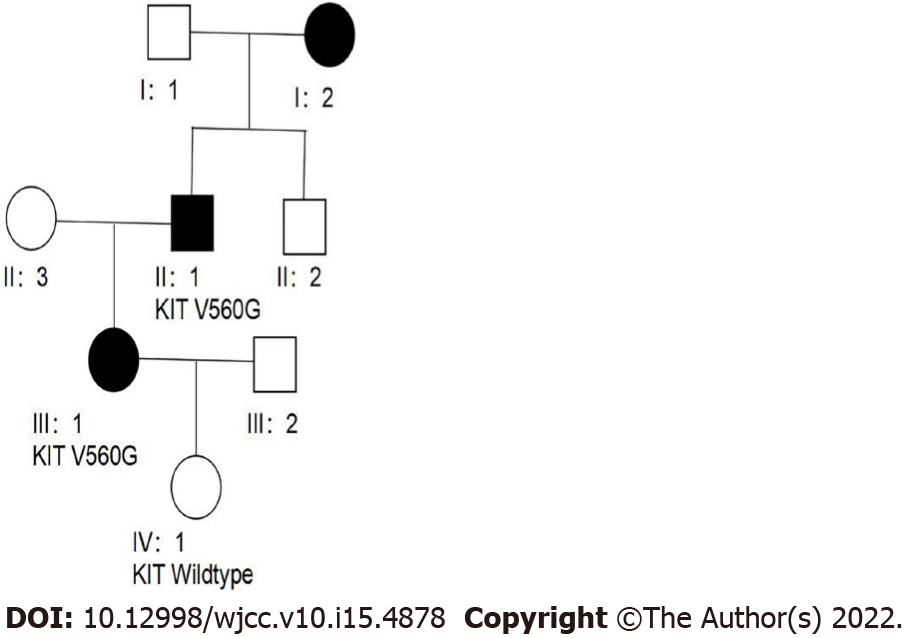 I: 1
I: 2
II: 3
II: 1
KIT V560G
II: 2
III: 1
KIT V560G
III: 2
IV: 1
KIT Wildtype
DOI: 10.12998/wjcc.v10.i15.4878 Copyright ©The Author(s) 2022.